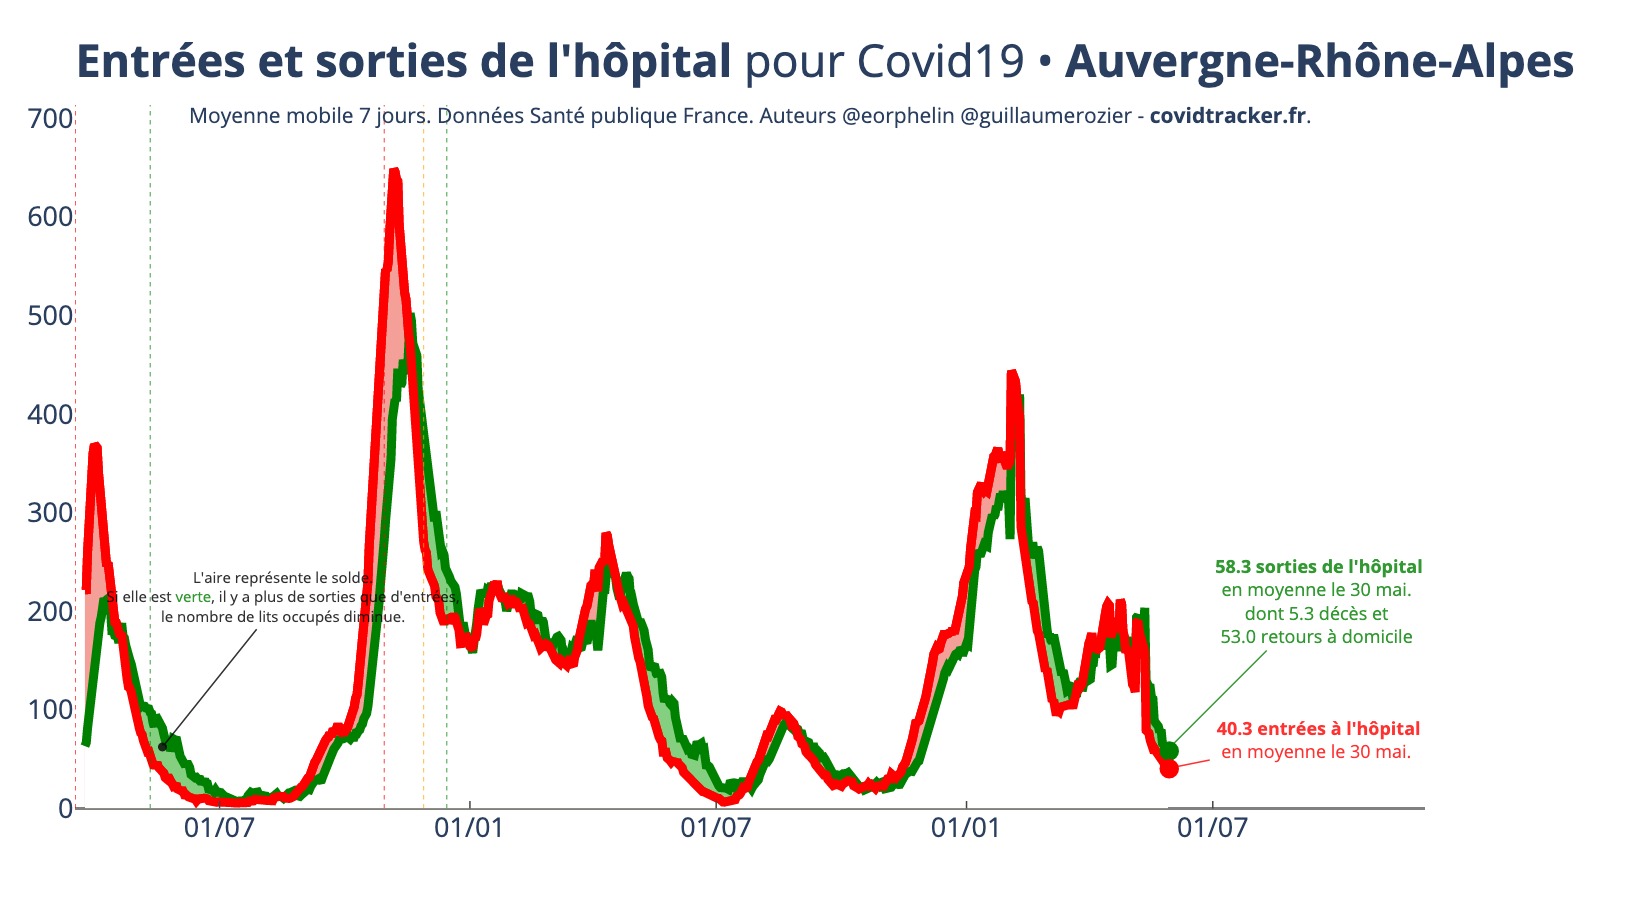 Entrées et sorties de l'hôpital pour Covid19 • Auvergne-Rhône-Alpes
Moyenne mobile 7 jours. Données Santé publique France. Auteurs @eorphelin @guillaumerozier - covidtracker.fr.
700
600
500
400
300
200
100
0
L'aire représente le solde.
Si elle est verte, il y a plus de sorties que d'entrées,
le nombre de lits occupés diminue.
58.3 sorties de l'hôpital
en moyenne le 30 mai.
dont 5.3 décès et
53.0 retours à domicile
40.3 entrées à l'hôpital
en moyenne le 30 mai.
01/07 01/01 01/07 01/01 01/07